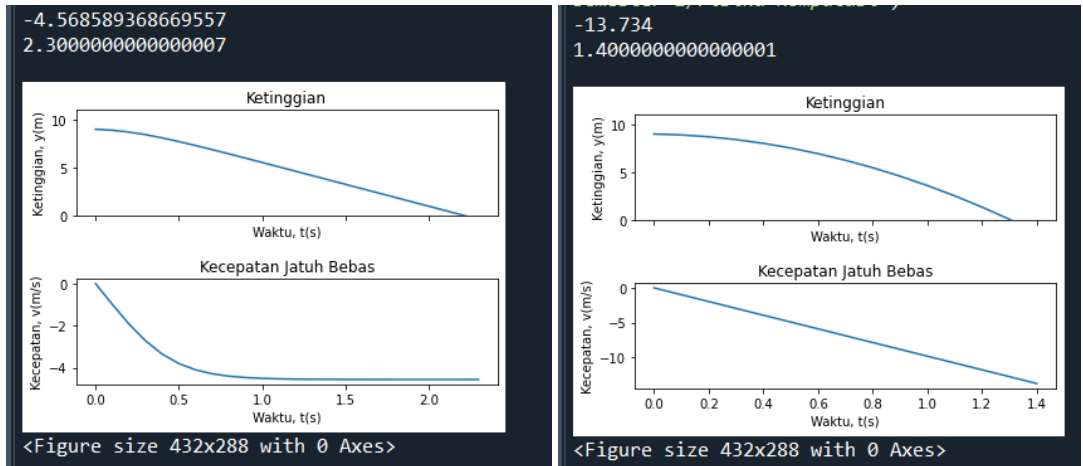 -4.568589368669557
2.3000000000000007
Ketinggian
Ketinggian, y(m)
10
5
0
Waktu, t(s)
Kecepatan Jatuh Bebas
Kecepatan, v(m/s)
0
−2
−4
0.0 0.5 1.0 1.5 2.0
Waktu, t(s)
<Figure size 432x288 with 0 Axes>
-13.734
1.4000000000000001
Ketinggian
Ketinggian, y(m)
10
5
0
Waktu, t(s)
Kecepatan Jatuh Bebas
Kecepatan, v(m/s)
0
−5
−10
0.0 0.2 0.4 0.6 0.8 1.0 1.2 1.4
Waktu, t(s)
<Figure size 432x288 with 0 Axes>